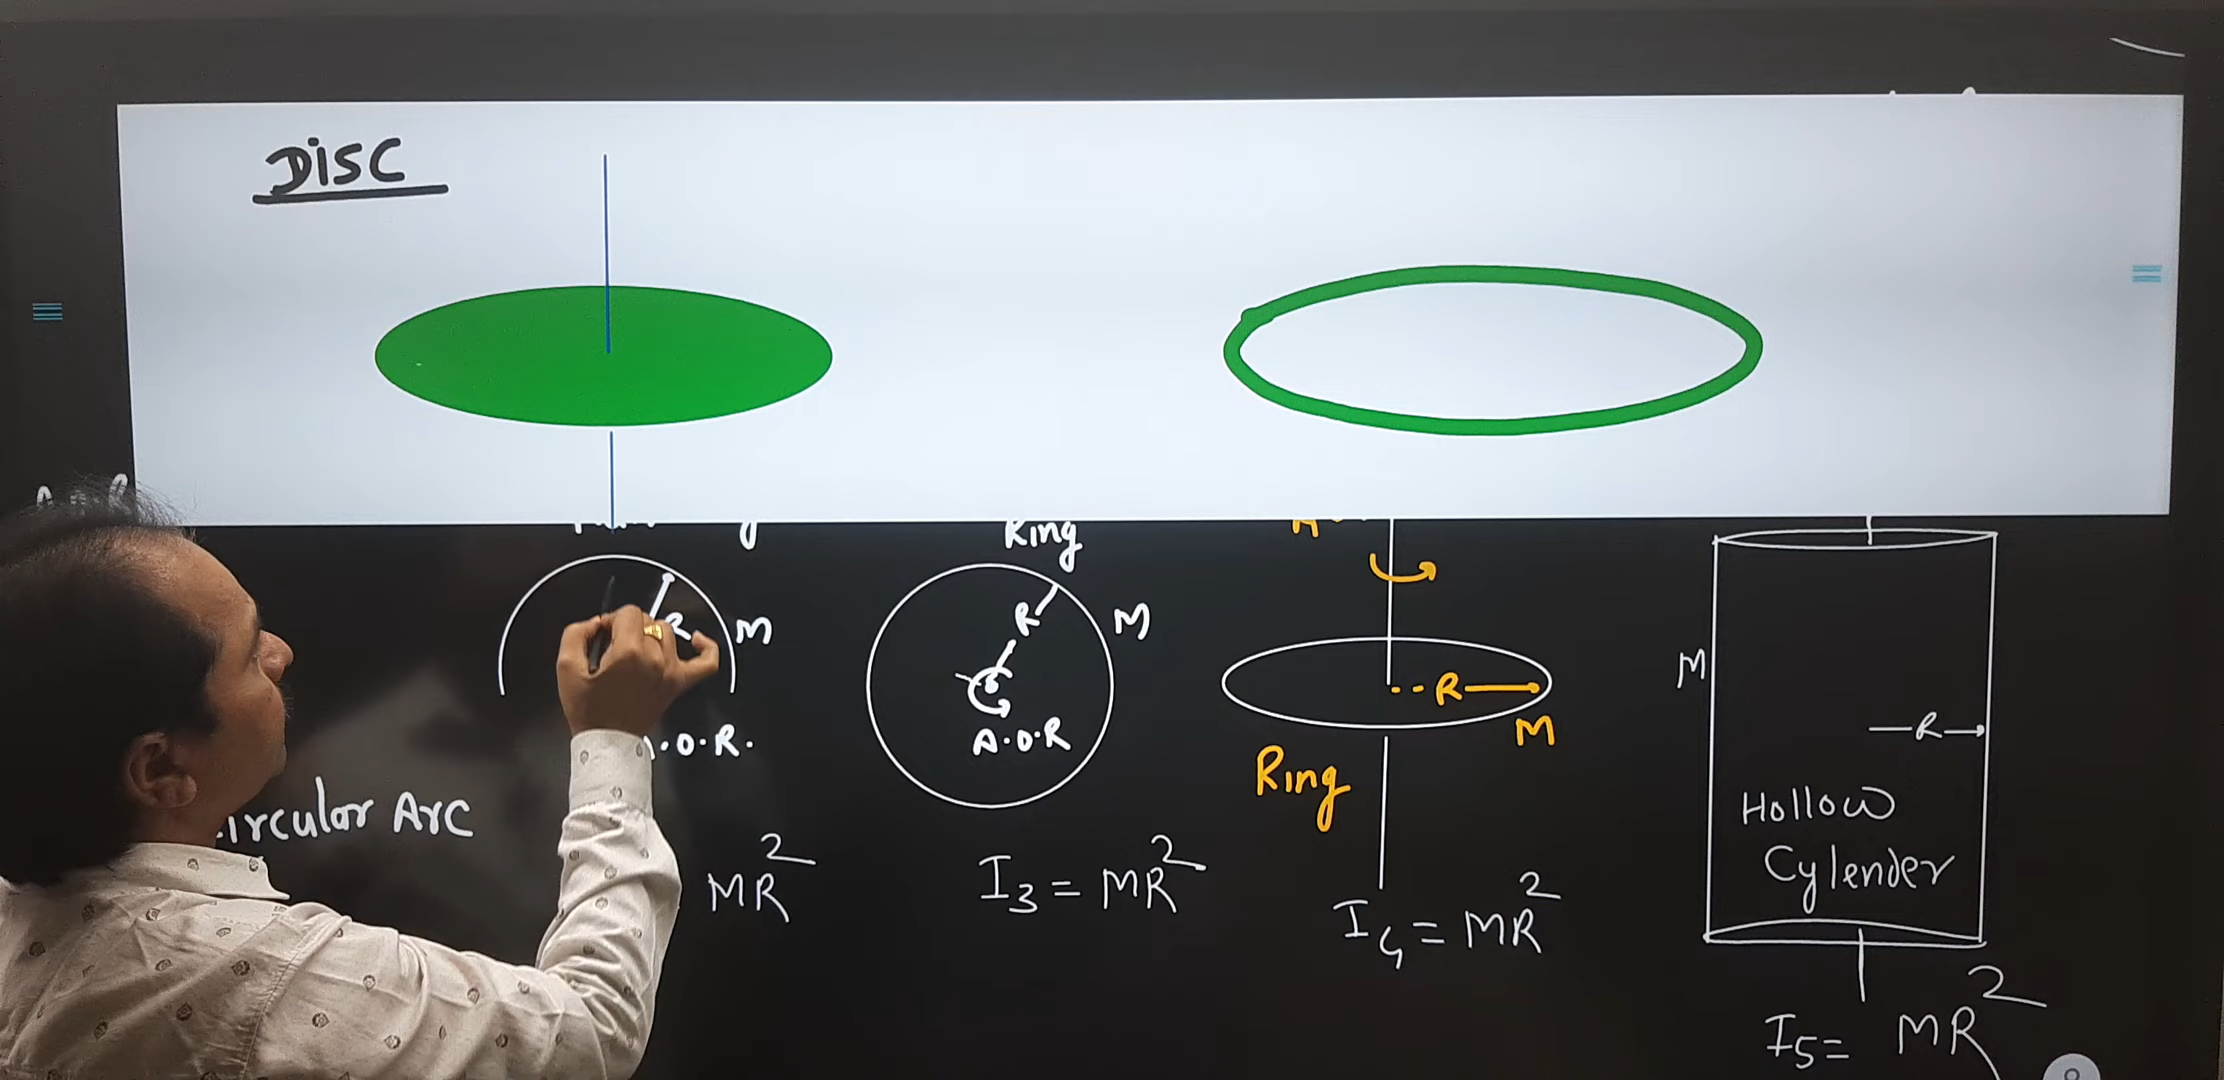 DISC
Ring
R
M
R
M
A.O.R
.O.R.
R
M
Ring
M
R
Hollow
Cylender
ircular Arc
MR²
I₃ = MR²
I₄ = MR²
I₅ = MR²